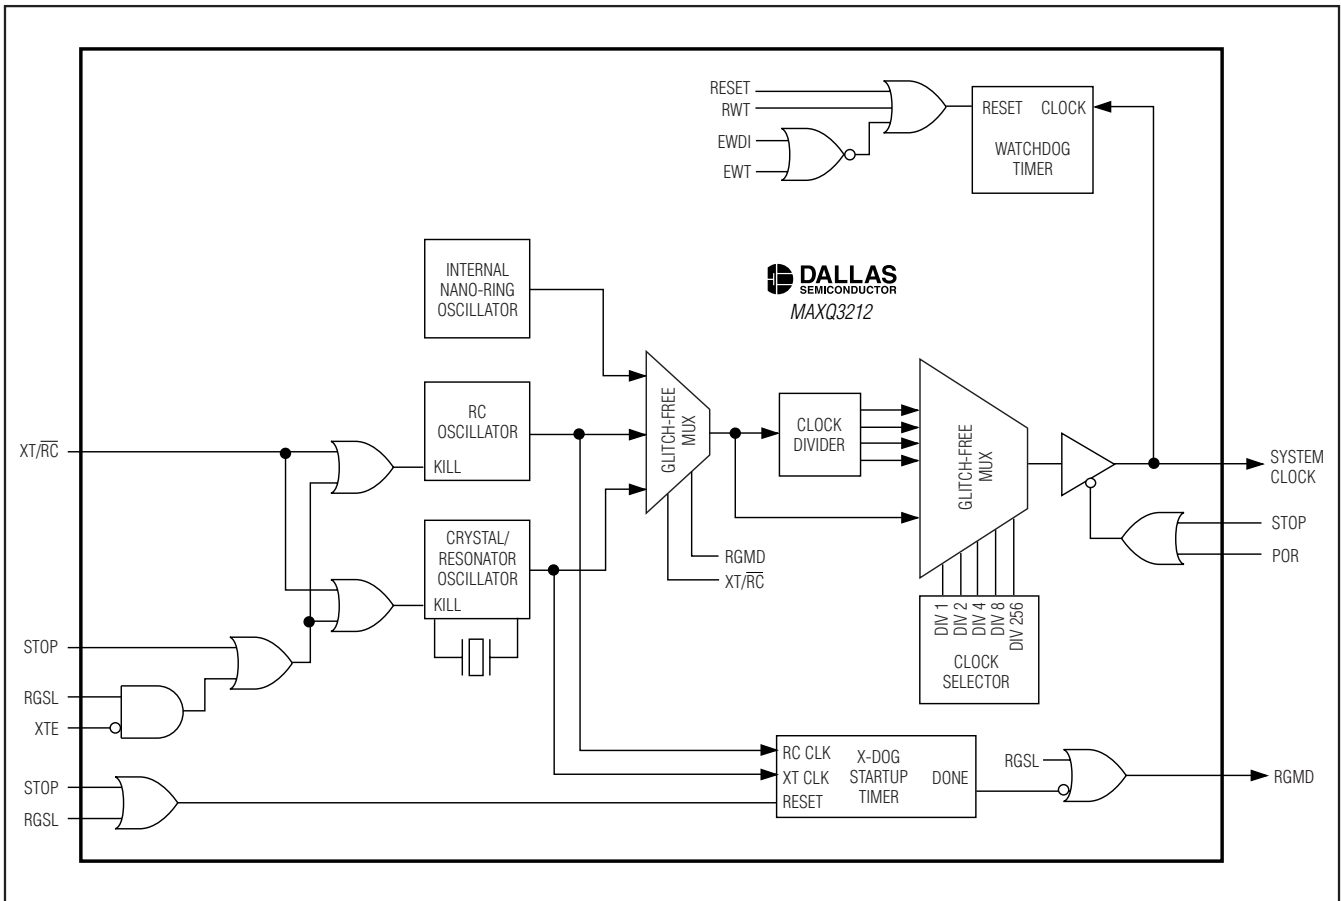 RESET
RWT
EWDI
EWT
RESET CLOCK
WATCHDOG
TIMER
INTERNAL
NANO-RING
OSCILLATOR
DALLAS
SEMICONDUCTOR
MAXQ3212
XT/R̅C̅
RC
OSCILLATOR
KILL
GLITCH-FREE
MUX
CLOCK
DIVIDER
GLITCH-FREE
MUX
SYSTEM
CLOCK
STOP
POR
CRYSTAL/
RESONATOR
OSCILLATOR
KILL
RGMD
XT/R̅C̅
DIV 1
DIV 2
DIV 4
DIV 8
DIV 256
CLOCK
SELECTOR
STOP
RGSL
XTE
STOP
RGSL
RC CLK
XT CLK
RESET
X-DOG
STARTUP
TIMER
DONE
RGSL
RGMD